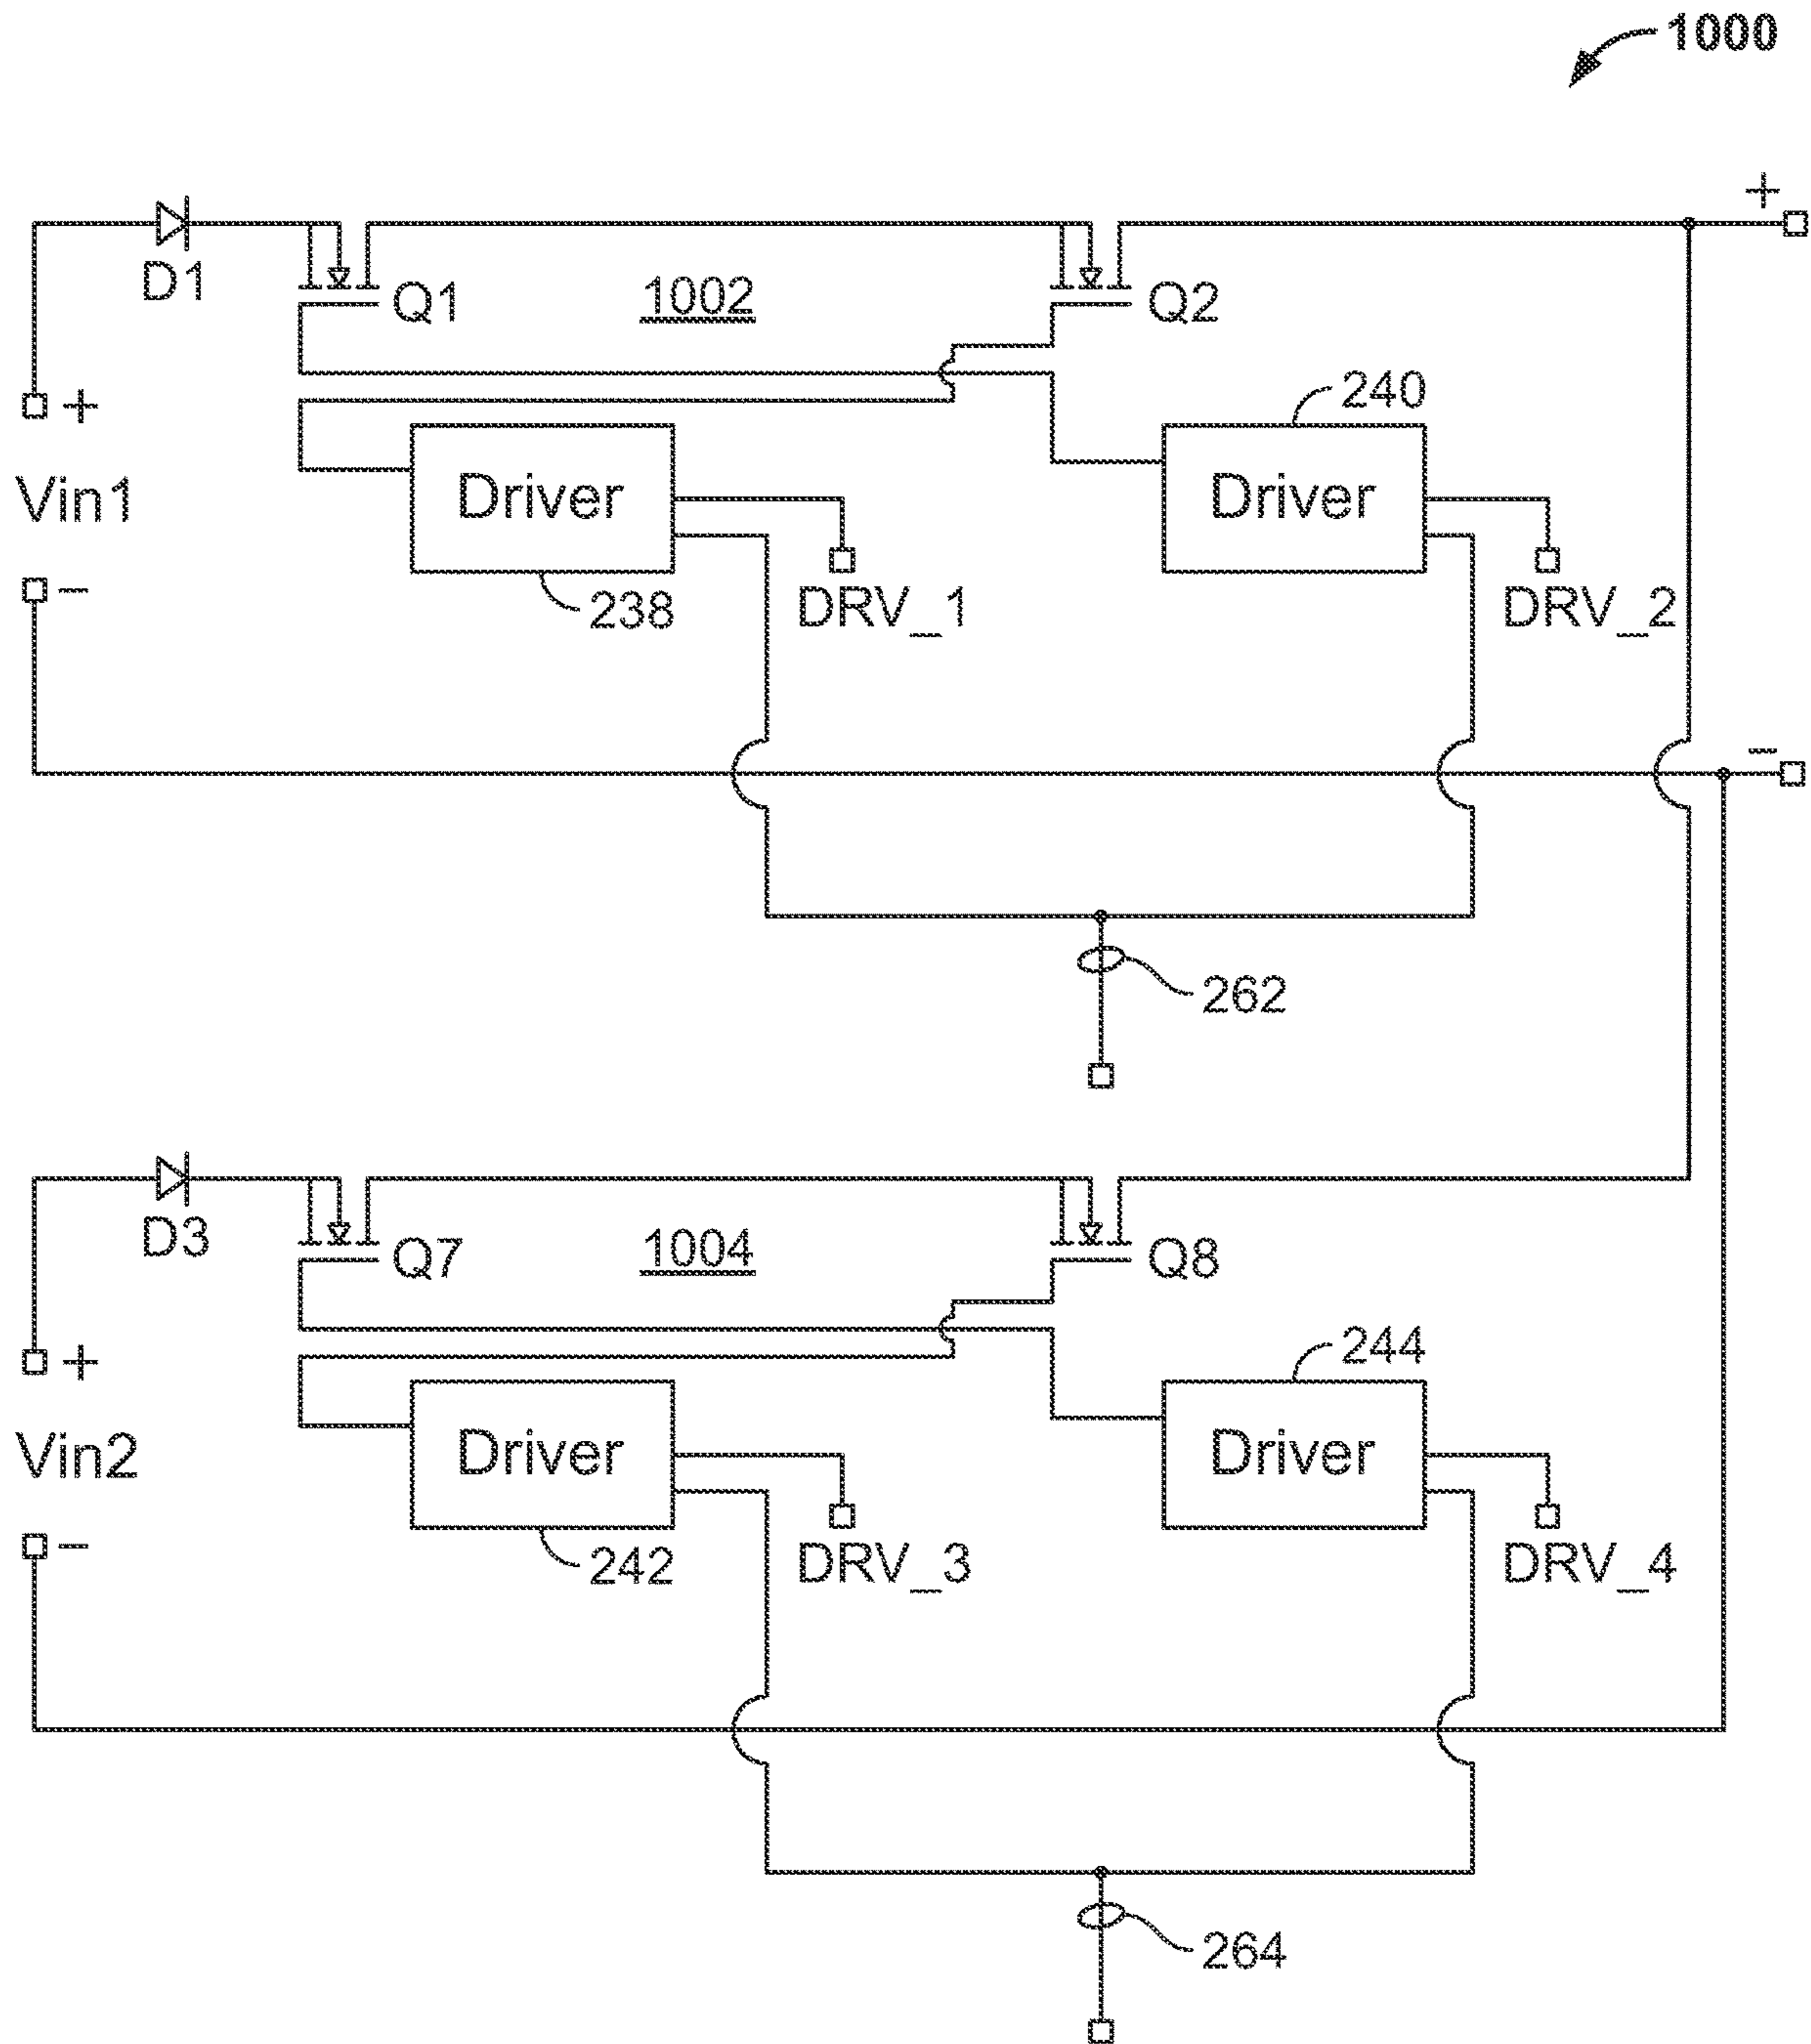 1000
+
D1
Q1
1002
Q2
+
240
Vin1
Driver
Driver
−
238
DRV_1
DRV_2
−
262
D3
Q7
1004
Q8
+
244
Vin2
Driver
Driver
−
242
DRV_3
DRV_4
264